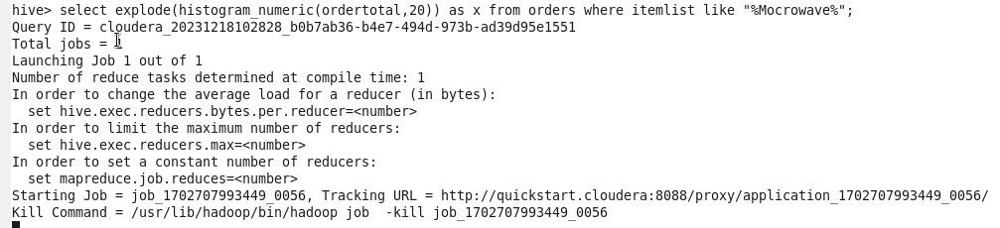 hive> select explode(histogram_numeric(ordertotal,20)) as x from orders where itemlist like "%Mocrowave%";
Query ID = cloudera_20231218102828_b0b7ab36-b4e7-494d-973b-ad39d95e1551
Total jobs = 1
Launching Job 1 out of 1
Number of reduce tasks determined at compile time: 1
In order to change the average load for a reducer (in bytes):
  set hive.exec.reducers.bytes.per.reducer=<number>
In order to limit the maximum number of reducers:
  set hive.exec.reducers.max=<number>
In order to set a constant number of reducers:
  set mapreduce.job.reduces=<number>
Starting Job = job_1702707993449_0056, Tracking URL = http://quickstart.cloudera:8088/proxy/application_1702707993449_0056/
Kill Command = /usr/lib/hadoop/bin/hadoop job  -kill job_1702707993449_0056